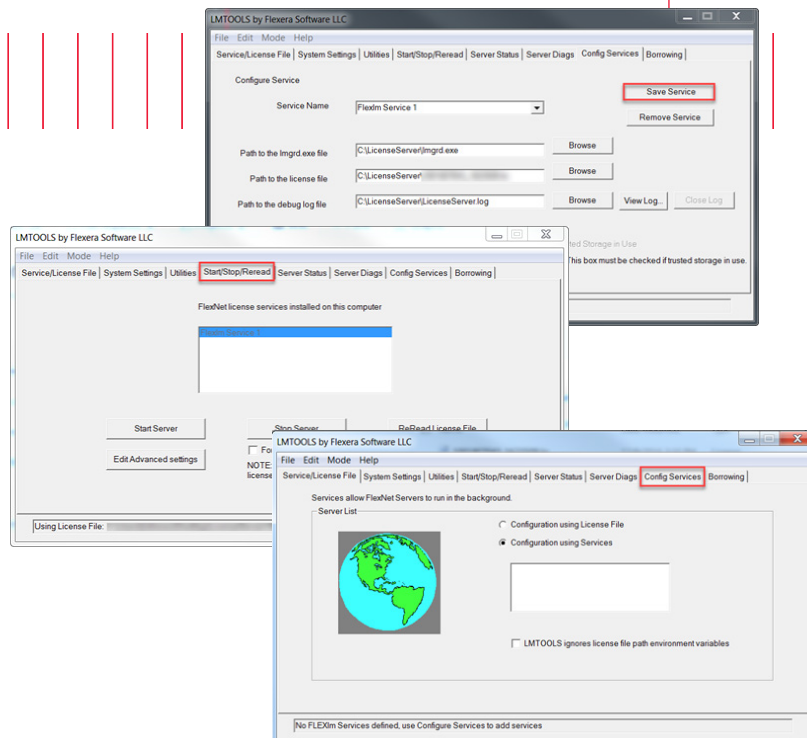 LMTOOLS by Flexera Software LLC
File Edit Mode Help
Service/License File System Settings Utilities Start/Stop/Reread Server Status Server Diags Config Services Borrowing
Configure Service
Save Service
Service Name
Flexlm Service 1
Remove Service
Path to the lmgrd.exe file
C:\LicenseServer\lmgrd.exe
Browse
Path to the license file
C:\LicenseServer\
Browse
Path to the debug log file
C:\LicenseServer\LicenseServer.log
Browse
View Log...
Close Log
Storage in Use
This box must be checked if trusted storage in use.
LMTOOLS by Flexera Software LLC
File Edit Mode Help
Service/License File System Settings Utilities Start/Stop/Reread Server Status Server Diags Config Services Borrowing
FlexNet license services installed on this computer
Flexlm Service 1
Start Server
Stop Server
ReRead License File
Edit Advanced settings
NOTE:
license
Using License File:
LMTOOLS by Flexera Software LLC
File Edit Mode Help
Service/License File System Settings Utilities Start/Stop/Reread Server Status Server Diags Config Services Borrowing
Services allow FlexNet Servers to run in the background.
Server List
Configuration using License File
Configuration using Services
LMTOOLS ignores license file path environment variables
No FLEXlm Services defined, use Configure Services to add services